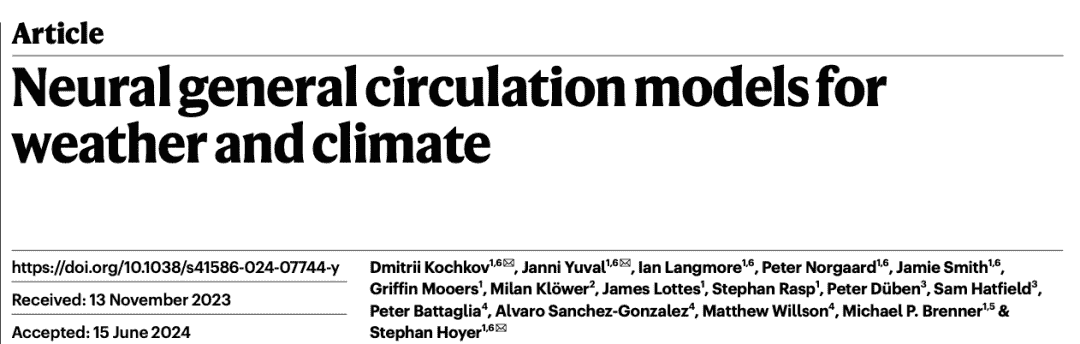 Article
Neural general circulation models for
weather and climate
https://doi.org/10.1038/s41586-024-07744-y
Received: 13 November 2023
Accepted: 15 June 2024
Dmitrii Kochkov1,6✉, Janni Yuval1,6✉, Ian Langmore1,6, Peter Norgaard1,6, Jamie Smith1,6,
Griffin Mooers1, Milan Klöwer2, James Lottes1, Stephan Rasp1, Peter Düben3, Sam Hatfield3,
Peter Battaglia4, Alvaro Sanchez-Gonzalez4, Matthew Willson4, Michael P. Brenner1,5 &
Stephan Hoyer1,6✉